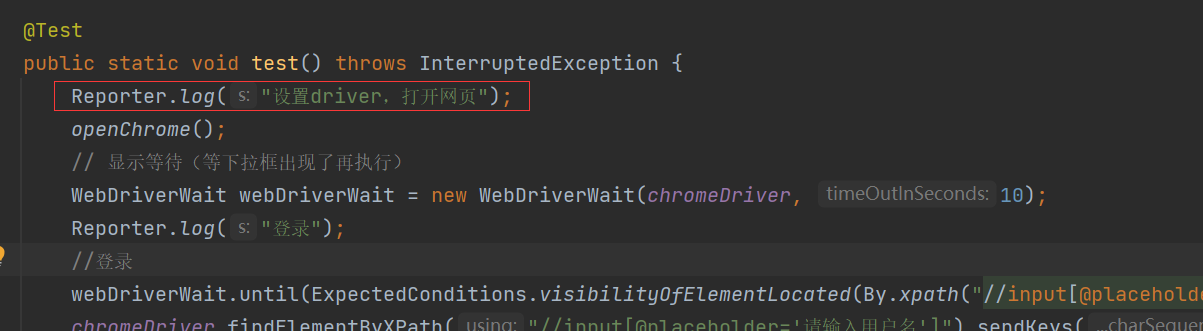 @Test
public static void test() throws InterruptedException {
Reporter.log( s: "设置driver，打开网页");
openChrome();
// 显示等待（等下拉框出现了再执行）
WebDriverWait webDriverWait = new WebDriverWait(chromeDriver, timeOutInSeconds: 10);
Reporter.log( s: "登录");
//登录
webDriverWait.until(ExpectedConditions.visibilityOfElementLocated(By.xpath("//input[@placeholde
chromeDriver.findElementByXPath( using: "//input[@placeholder='请输入用户名']").sendKeys( ...charSeque